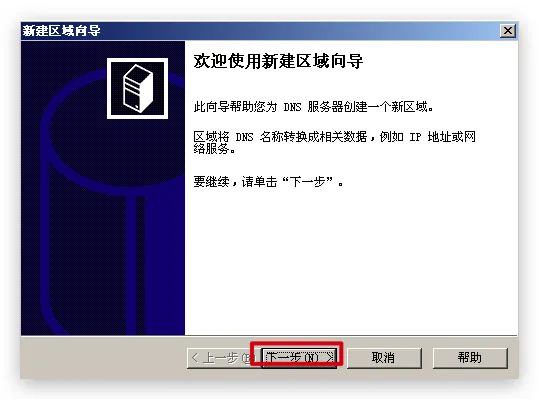 新建区域向导
欢迎使用新建区域向导
此向导帮助您为 DNS 服务器创建一个新区域。
区域将 DNS 名称转换成相关数据，例如 IP 地址或网
络服务。
要继续，请单击“下一步”。
< 上一步(B)
下一步(N) >
取消
帮助